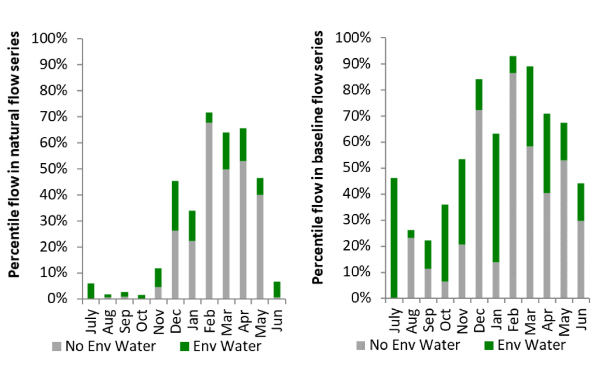 Percentile flow in natural flow series
100%
90%
80%
70%
60%
50%
40%
30%
20%
10%
0%
July
Aug
Sep
Oct
Nov
Dec
Jan
Feb
Mar
Apr
May
Jun
No Env Water
Env Water
Percentile flow in baseline flow series
100%
90%
80%
70%
60%
50%
40%
30%
20%
10%
0%
July
Aug
Sep
Oct
Nov
Dec
Jan
Feb
Mar
Apr
May
Jun
No Env Water
Env Water